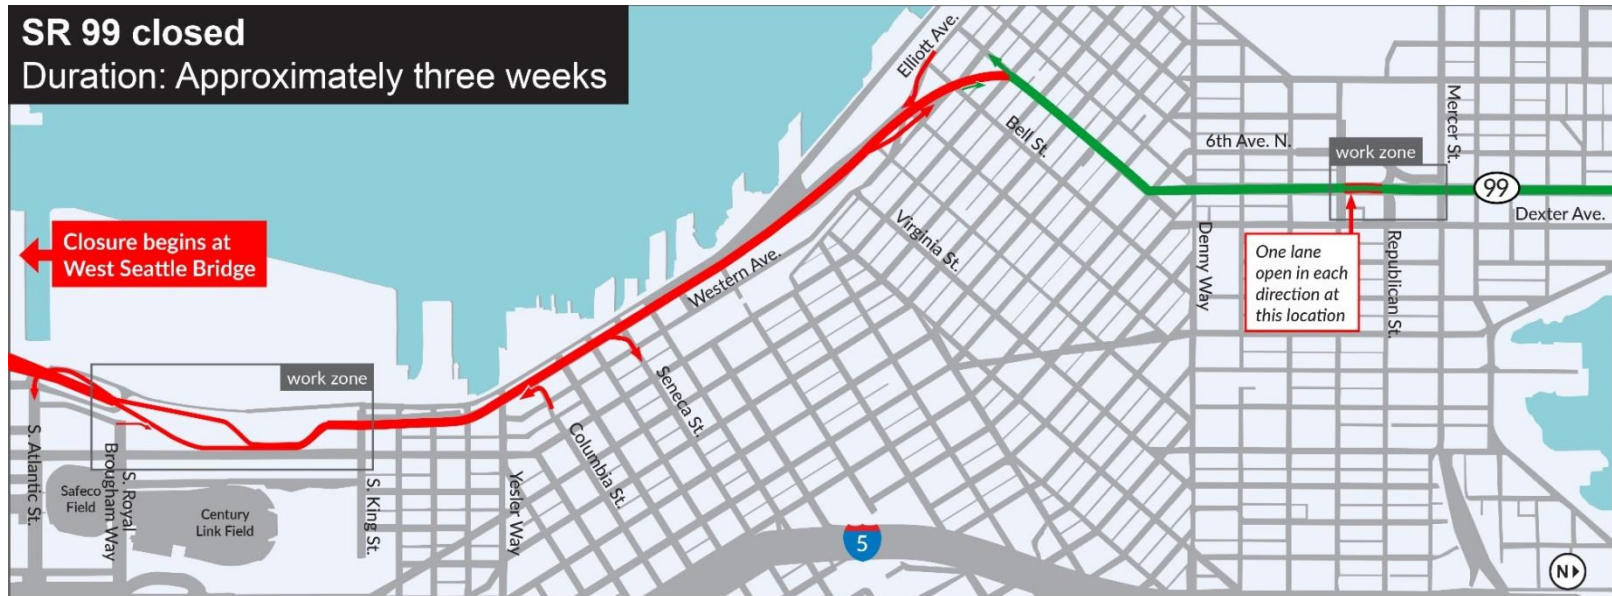 SR 99 closed
Duration: Approximately three weeks
Elliott Ave.
Bell St.
6th Ave. N.
work zone
Mercer St.
99
Dexter Ave.
Closure begins at
West Seattle Bridge
Western Ave.
Virginia St.
Denny Way
One lane
open in each
direction at
this location
Republican St.
work zone
Seneca St.
Columbia St.
S. Atlantic St.
Safeco
Field
S. Royal
Brougham Way
Century
Link Field
S. King St.
Yesler Way
5
N